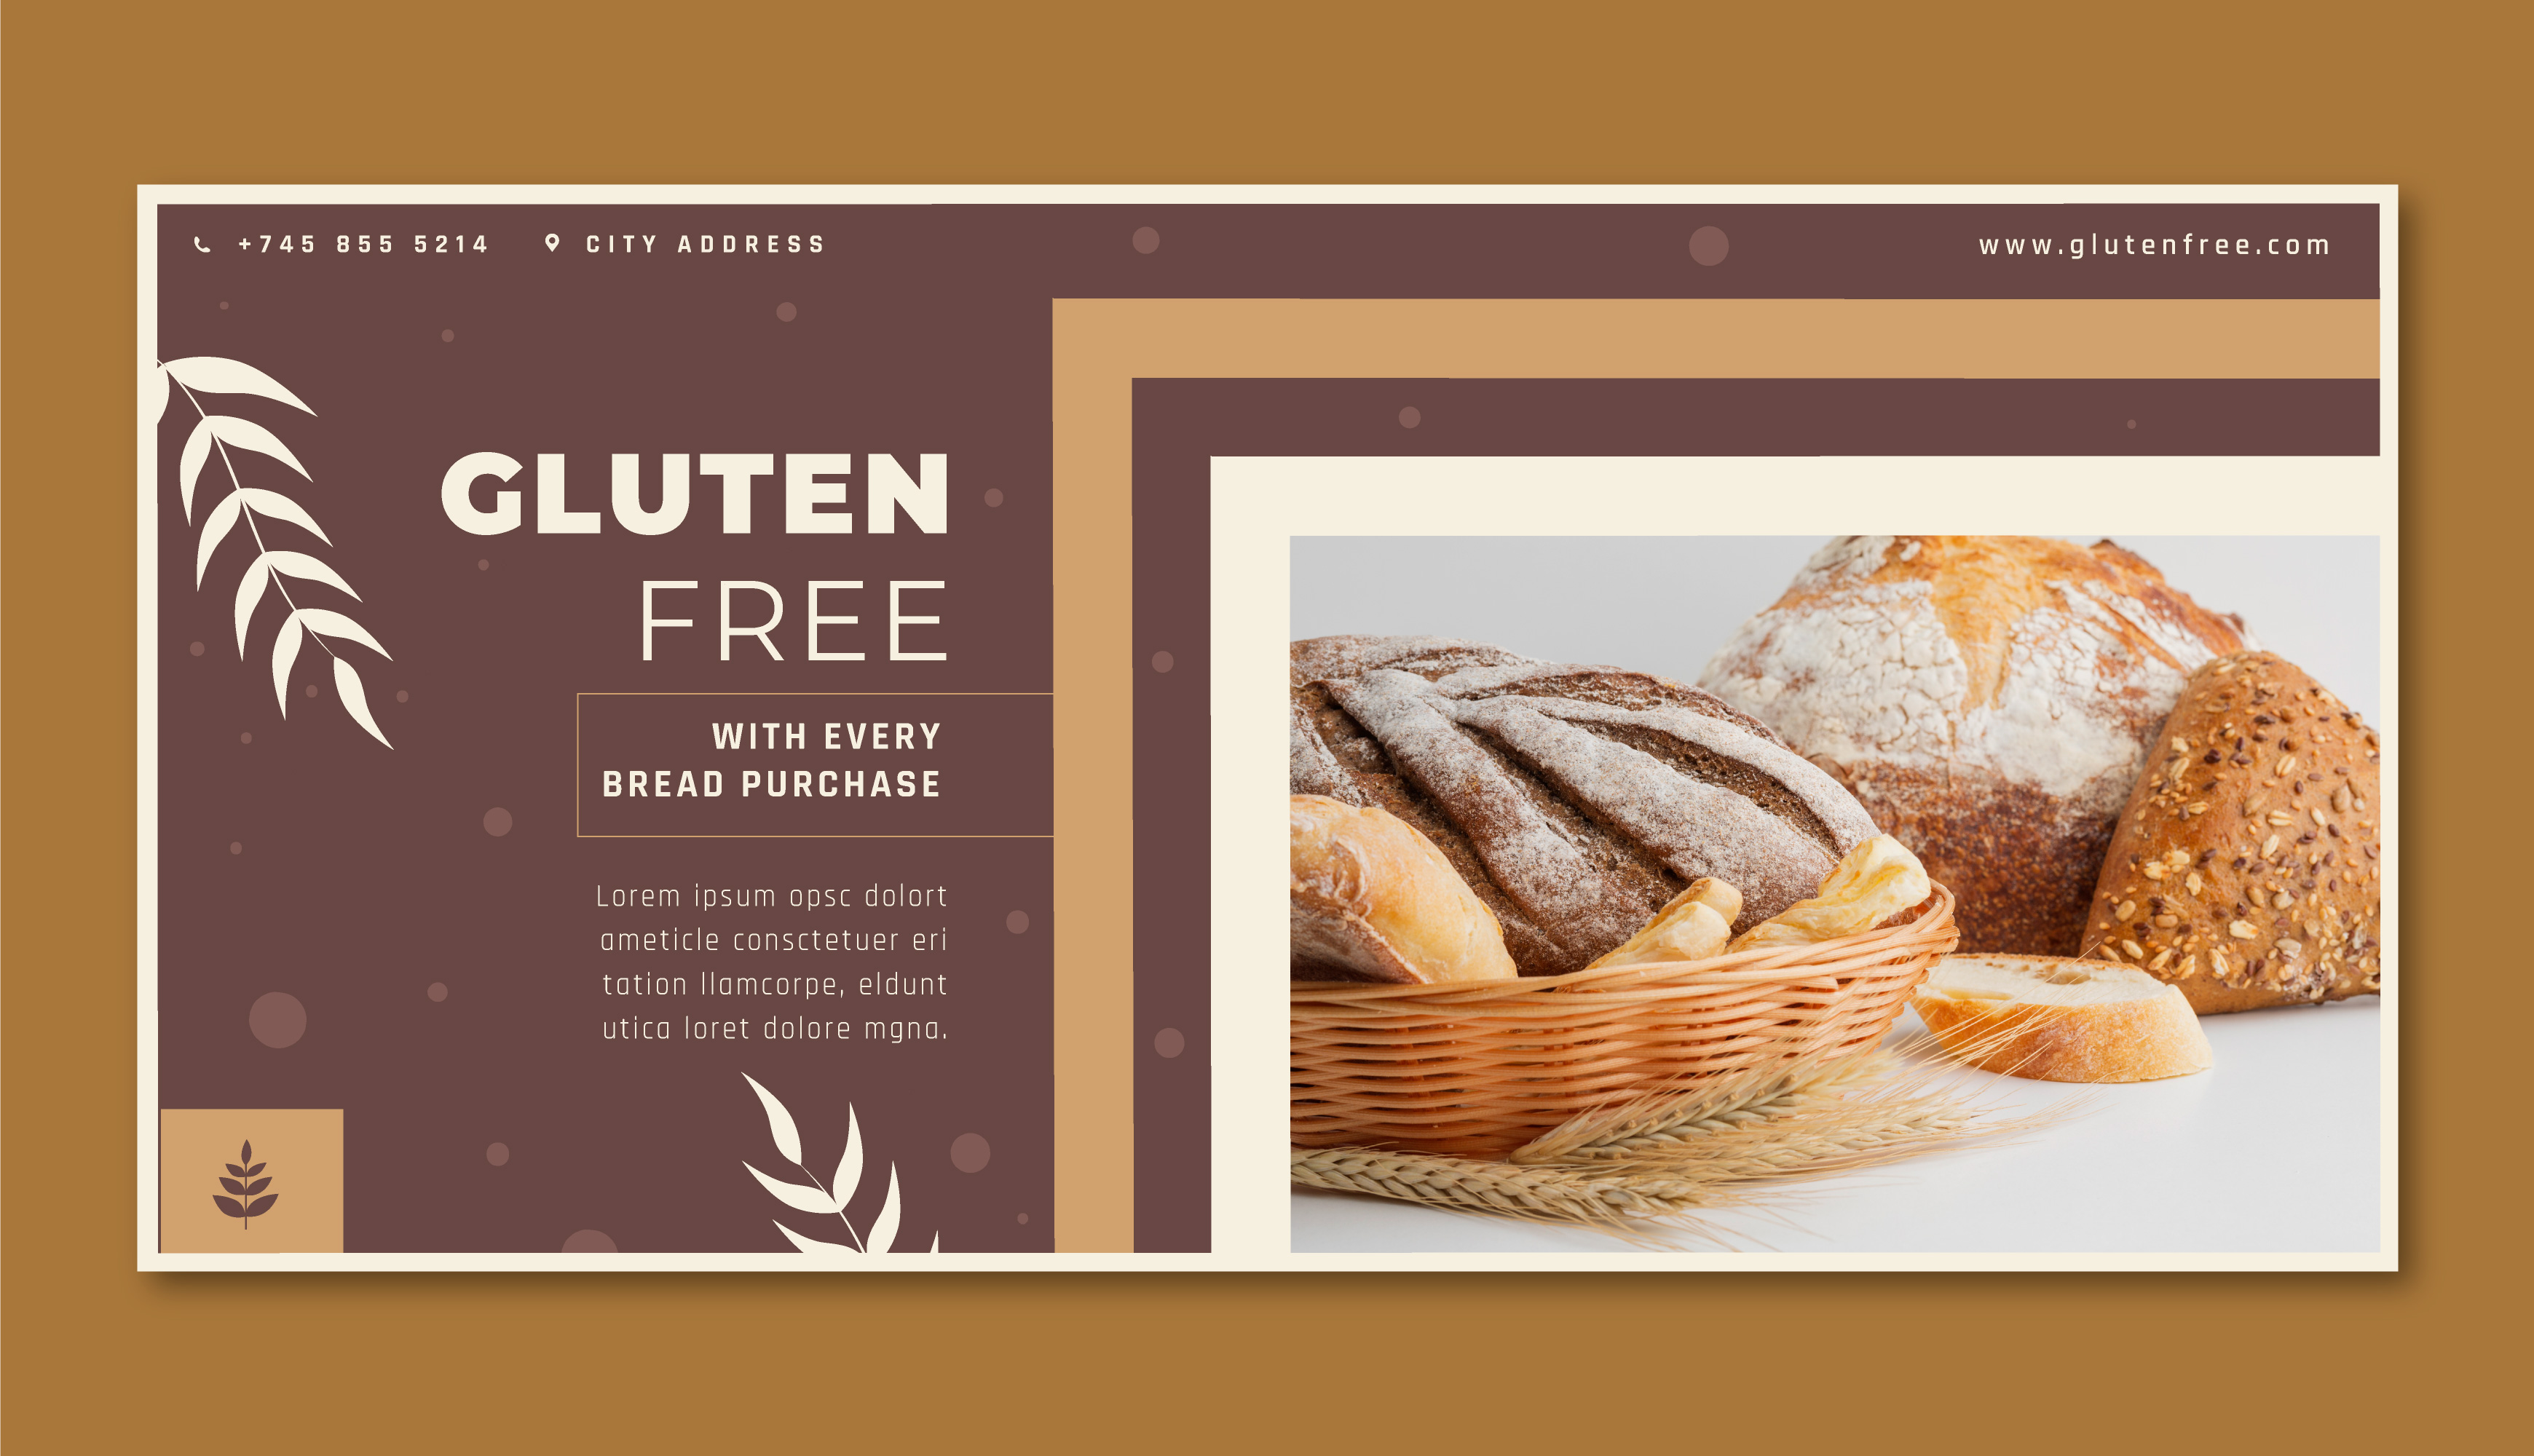 +745 855 5214
CITY ADDRESS
www.glutenfree.com
GLUTEN
FREE
WITH EVERY
BREAD PURCHASE
Lorem ipsum opsc dolort
ameticle consctetuer eri
tation llamcorpe, eldunt
utica loret dolore mgna.